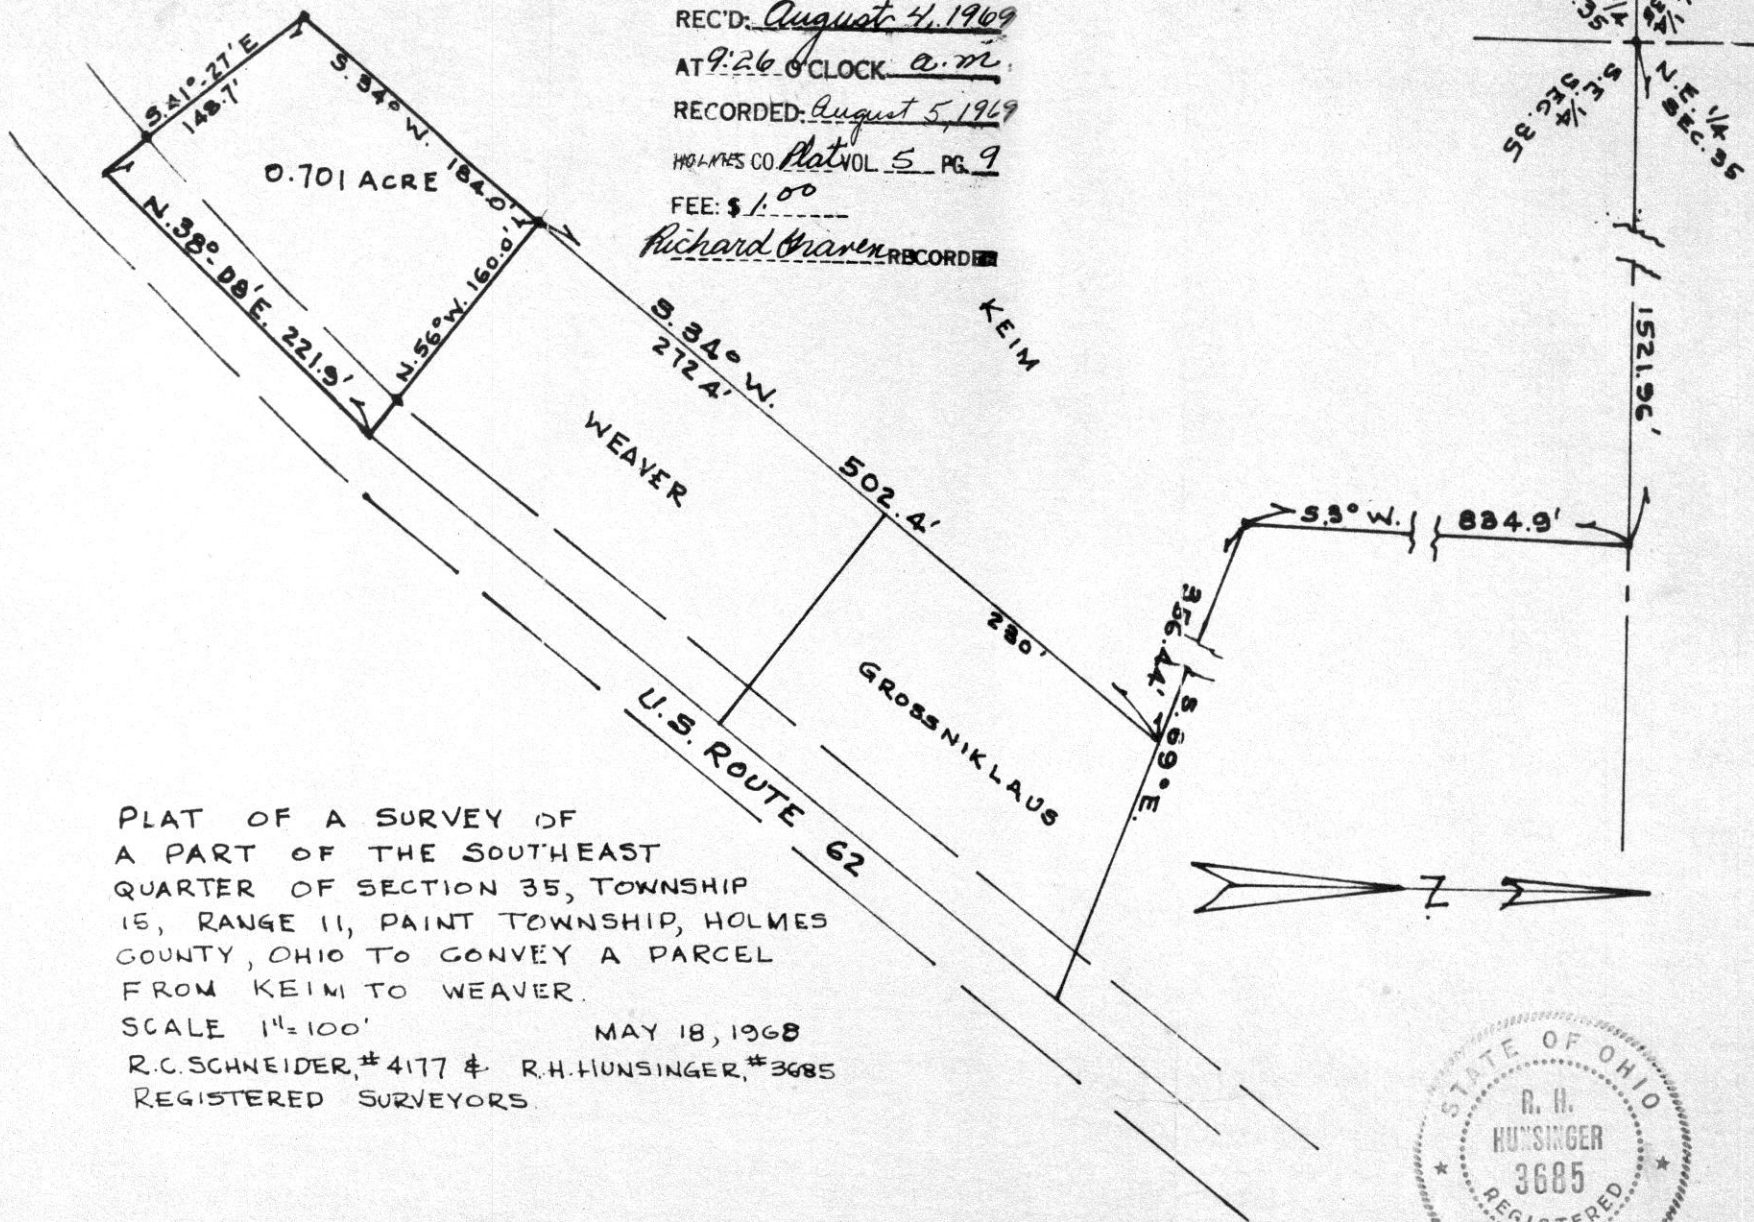 REC'D: August 4, 1969
AT 9:26 O'CLOCK a.m.
RECORDED: August 5, 1969
HOLMES CO. Plat VOL. 5 PG. 9
FEE: $ 1.00
Richard RECORDER
S.41°-27'E
148.7'
S. 34° W. 184.0'
0.701 ACRE
N.38°-08'E. 221.9'
N.56°W. 160.0'
S. 34° W.
272.4'
KEIM
WEAVER
502.4'
230'
GROSSNIKLAUS
U.S. ROUTE 62
356.44' S. 69° E.
S.3° W. 834.9'
1521.96'
S.E. 1/4
SEC. 35
N.E. 1/4
SEC. 35
N.
PLAT OF A SURVEY OF
A PART OF THE SOUTHEAST
QUARTER OF SECTION 35, TOWNSHIP
15, RANGE 11, PAINT TOWNSHIP, HOLMES
COUNTY, OHIO TO CONVEY A PARCEL
FROM KEIM TO WEAVER.
SCALE 1"=100' MAY 18, 1968
R.C. SCHNEIDER, #4177 & R.H. HUNSINGER, #3685
REGISTERED SURVEYORS.
STATE OF OHIO
R. H.
HUNSINGER
3685
REGISTERED